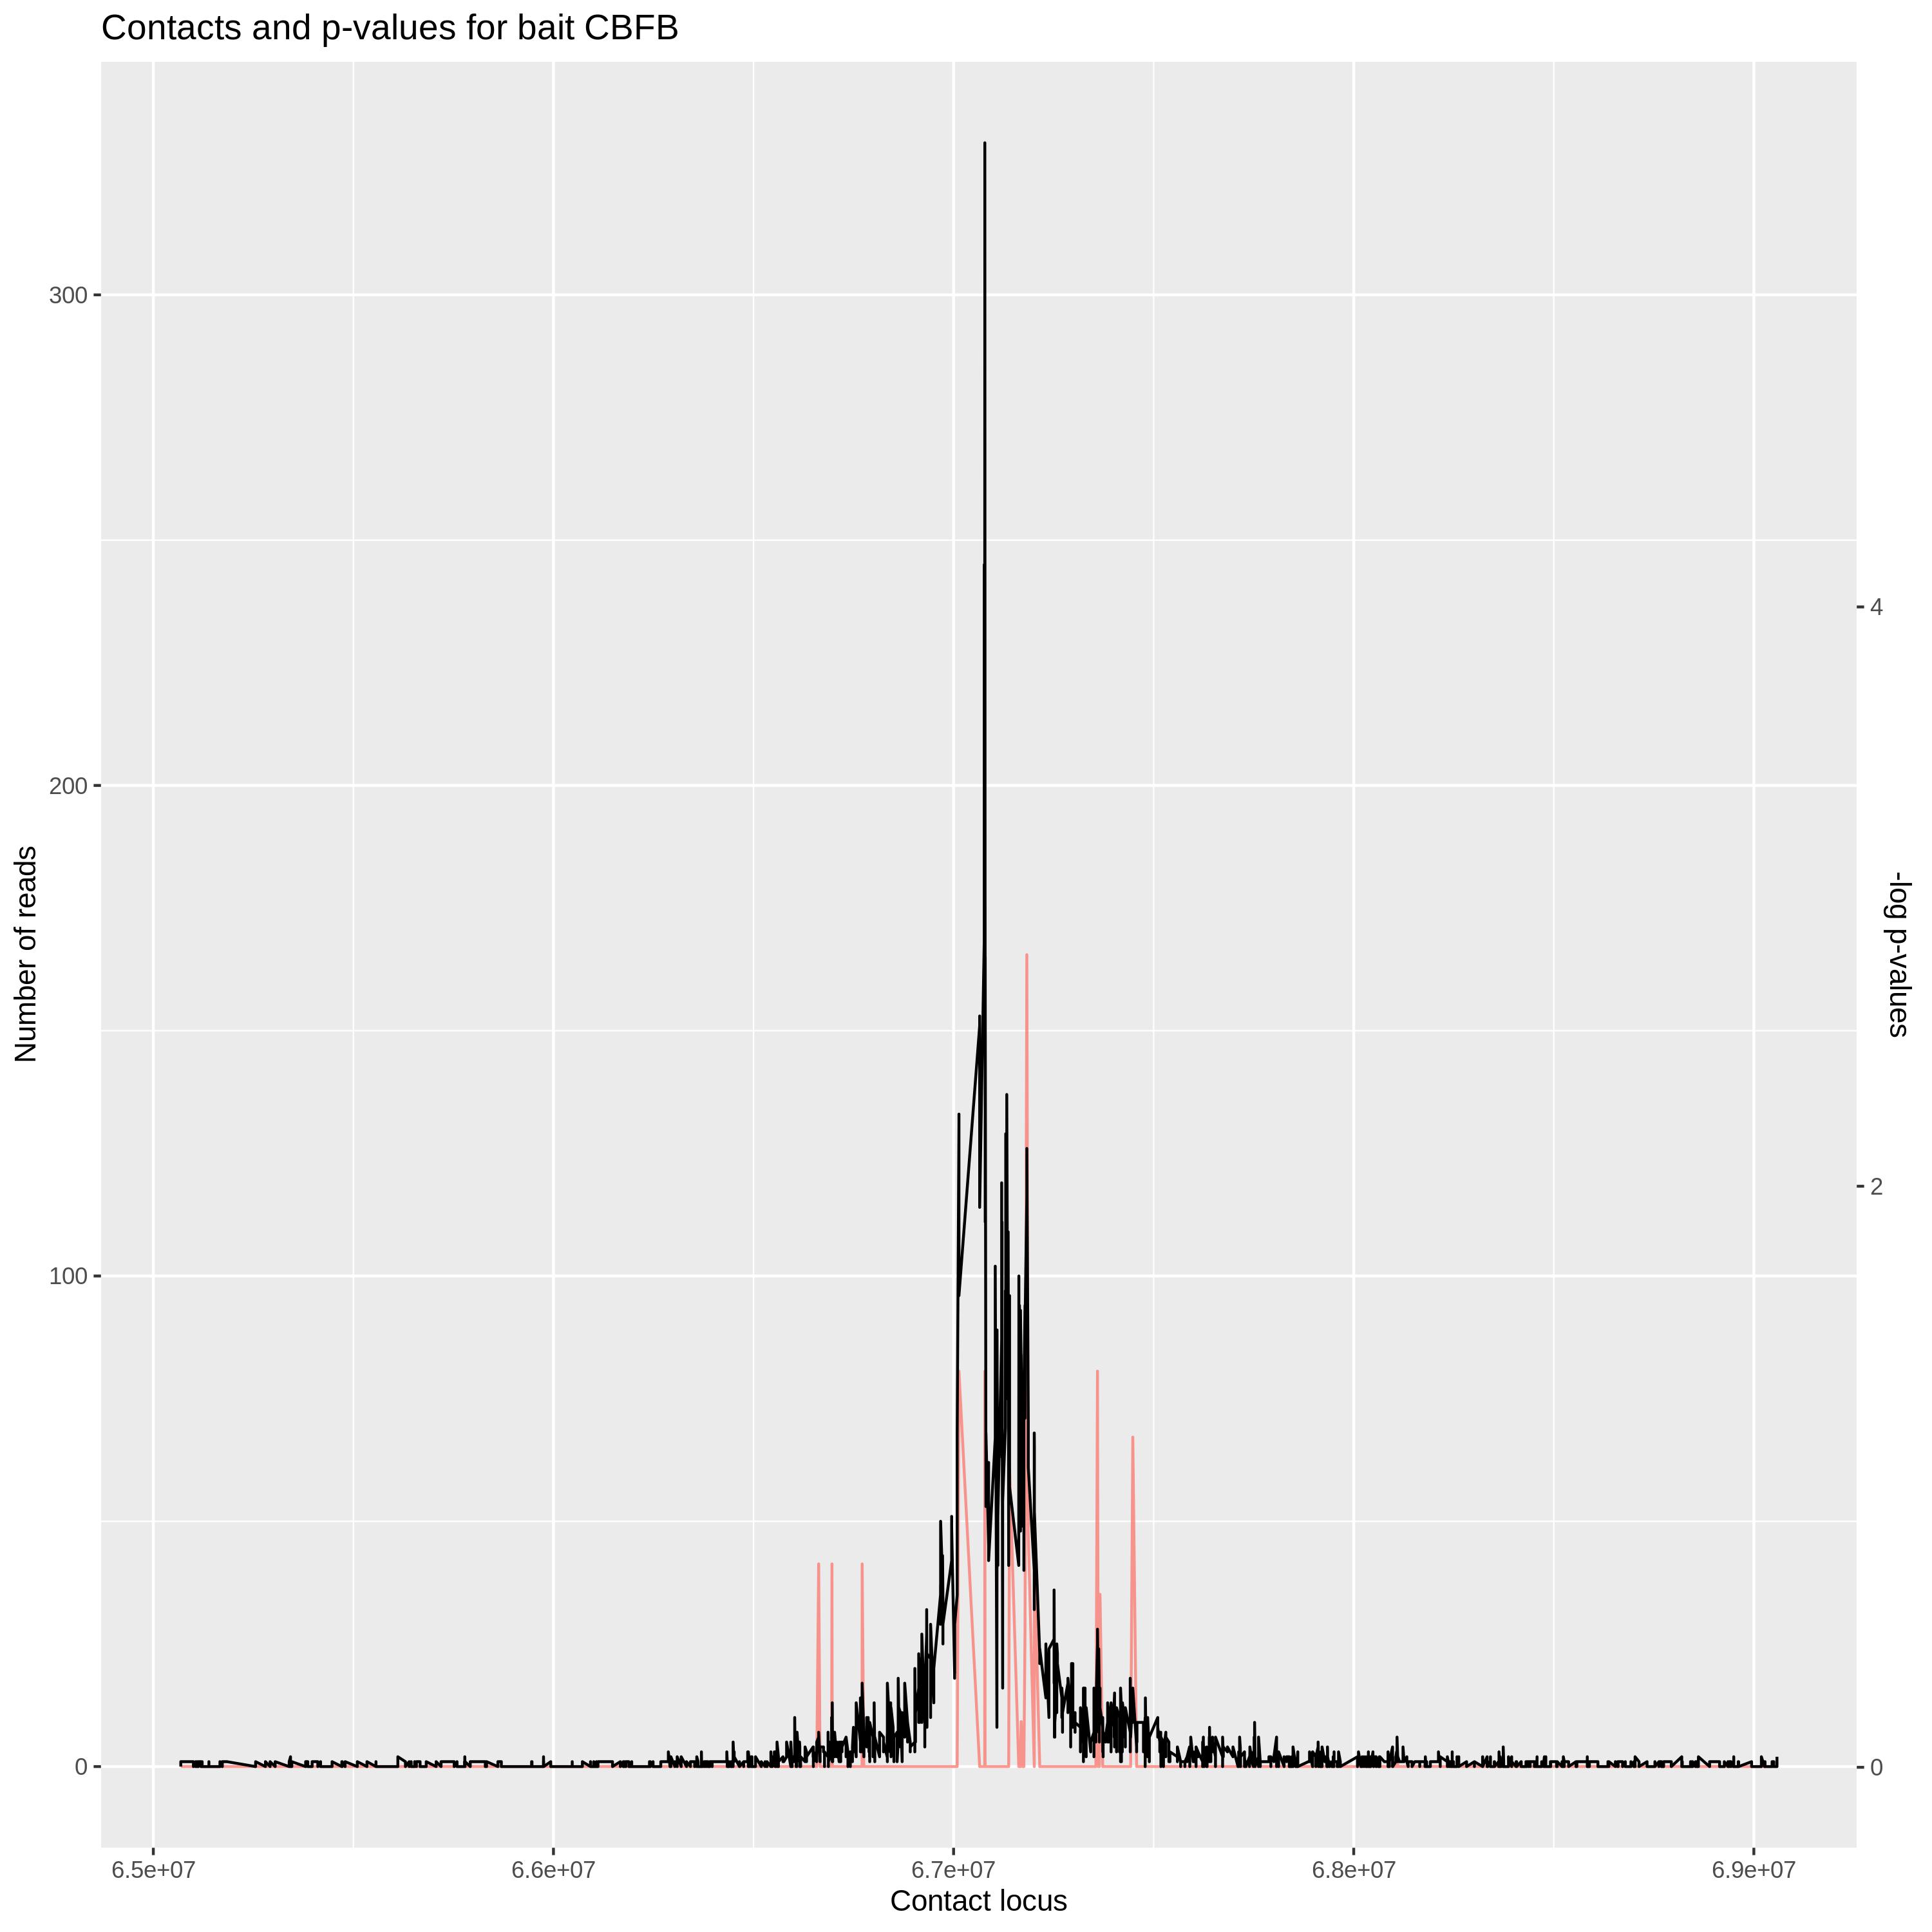 Contacts and p-values for bait CBFB
300
200
100
0
Number of reads
4
2
0
-log p-values
6.5e+07
6.6e+07
6.7e+07
6.8e+07
6.9e+07
Contact locus